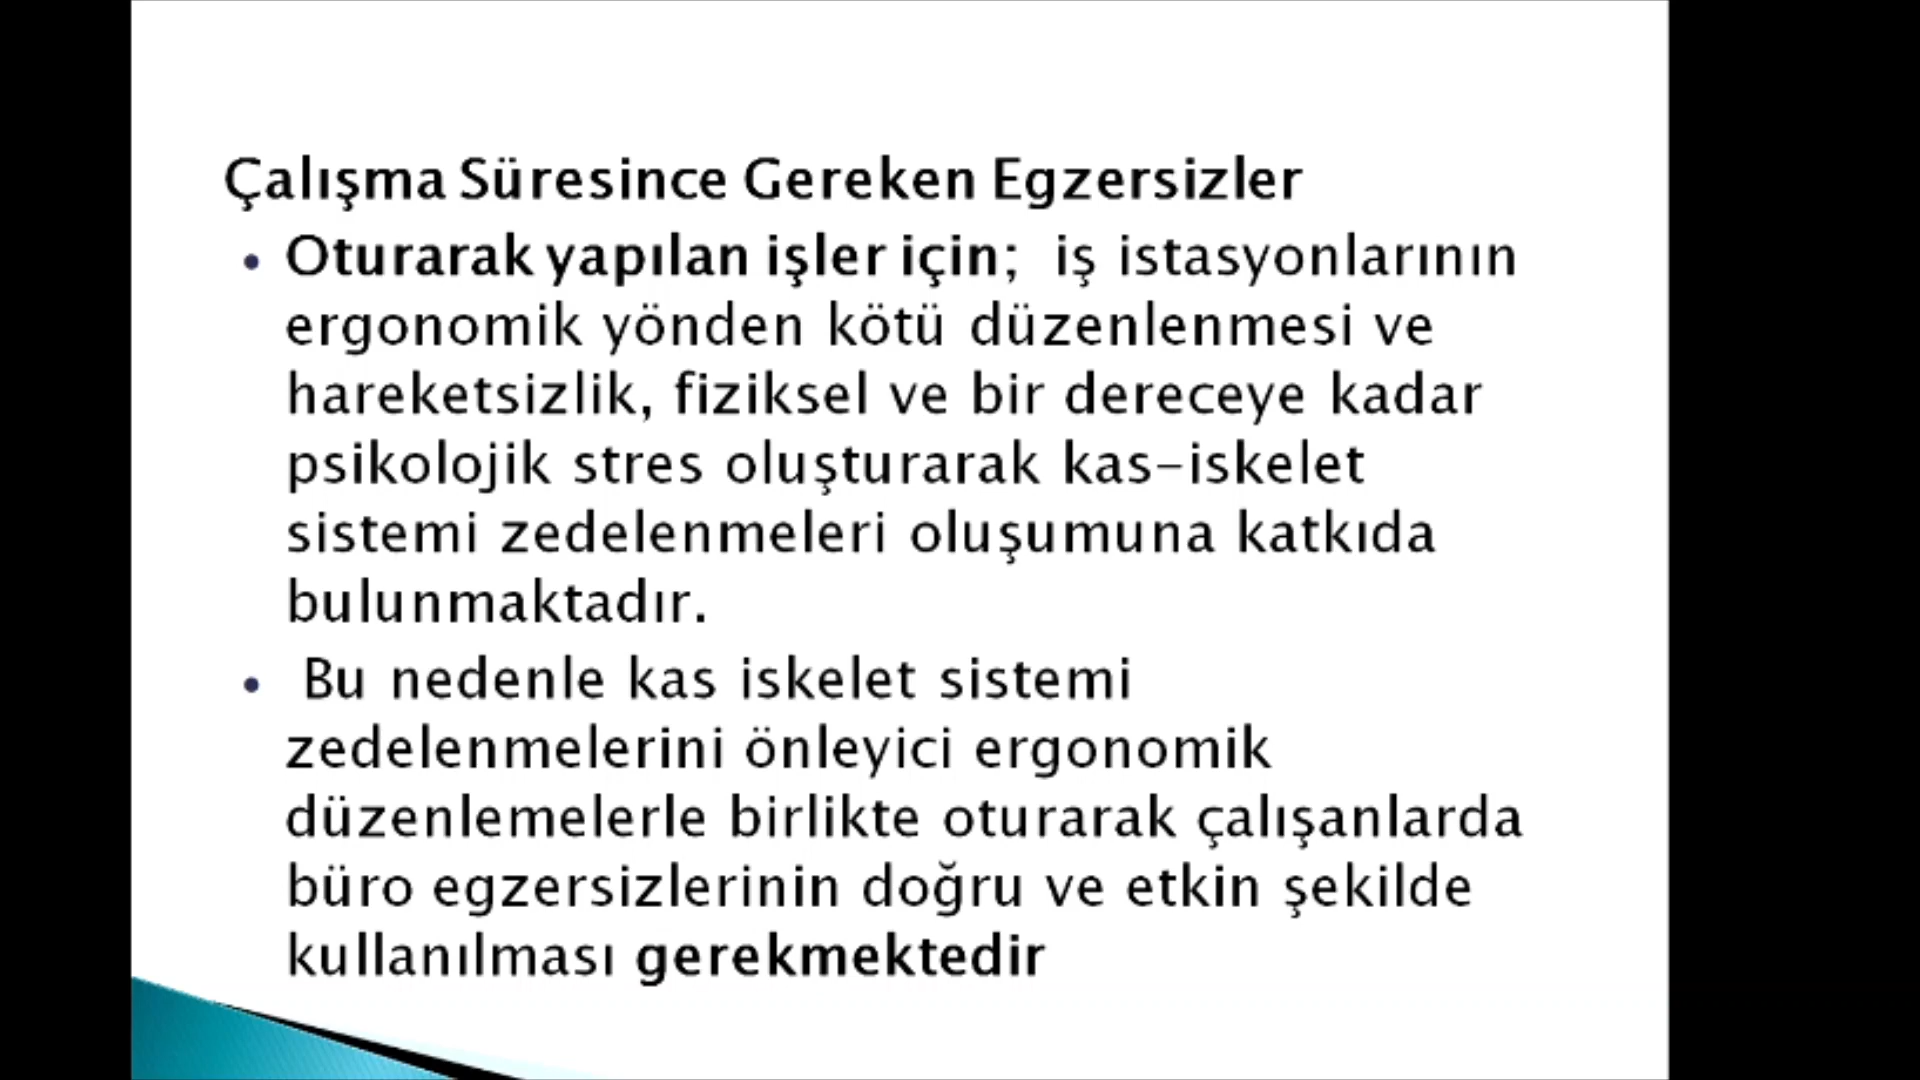 Çalışma Süresince Gereken Egzersizler
• Oturarak yapılan işler için; iş istasyonlarının
ergonomik yönden kötü düzenlenmesi ve
hareketsizlik, fiziksel ve bir dereceye kadar
psikolojik stres oluşturarak kas-iskelet
sistemi zedelenmeleri oluşumuna katkıda
bulunmaktadır.
• Bu nedenle kas iskelet sistemi
zedelenmelerini önleyici ergonomik
düzenlemelerle birlikte oturarak çalışanlarda
büro egzersizlerinin doğru ve etkin şekilde
kullanılması gerekmektedir